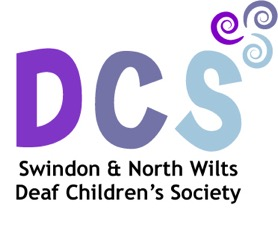 DCS
Swindon & North Wilts
Deaf Children's Society